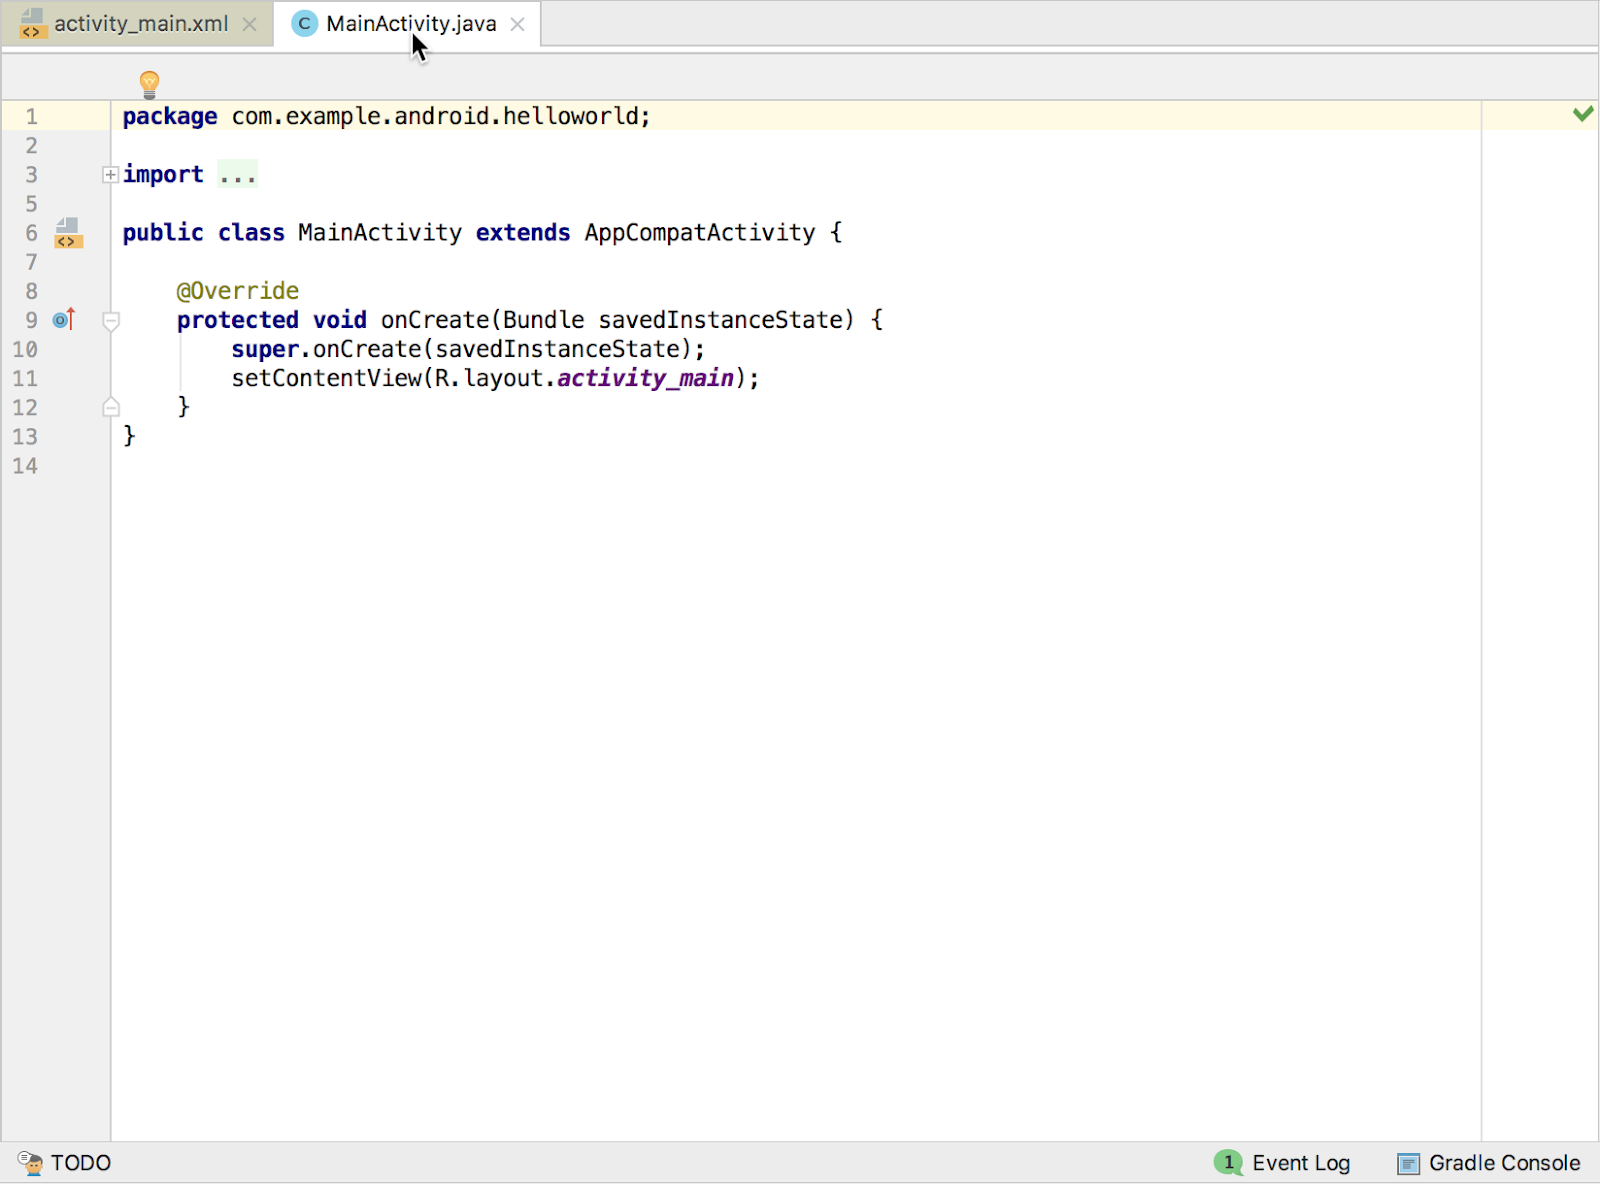 activity_main.xml MainActivity.java
1 package com.example.android.helloworld;
2
3 import ...
5
6 public class MainActivity extends AppCompatActivity {
7
8 @Override
9 protected void onCreate(Bundle savedInstanceState) {
10 super.onCreate(savedInstanceState);
11 setContentView(R.layout.activity_main);
12 }
13 }
14
TODO 1 Event Log Gradle Console